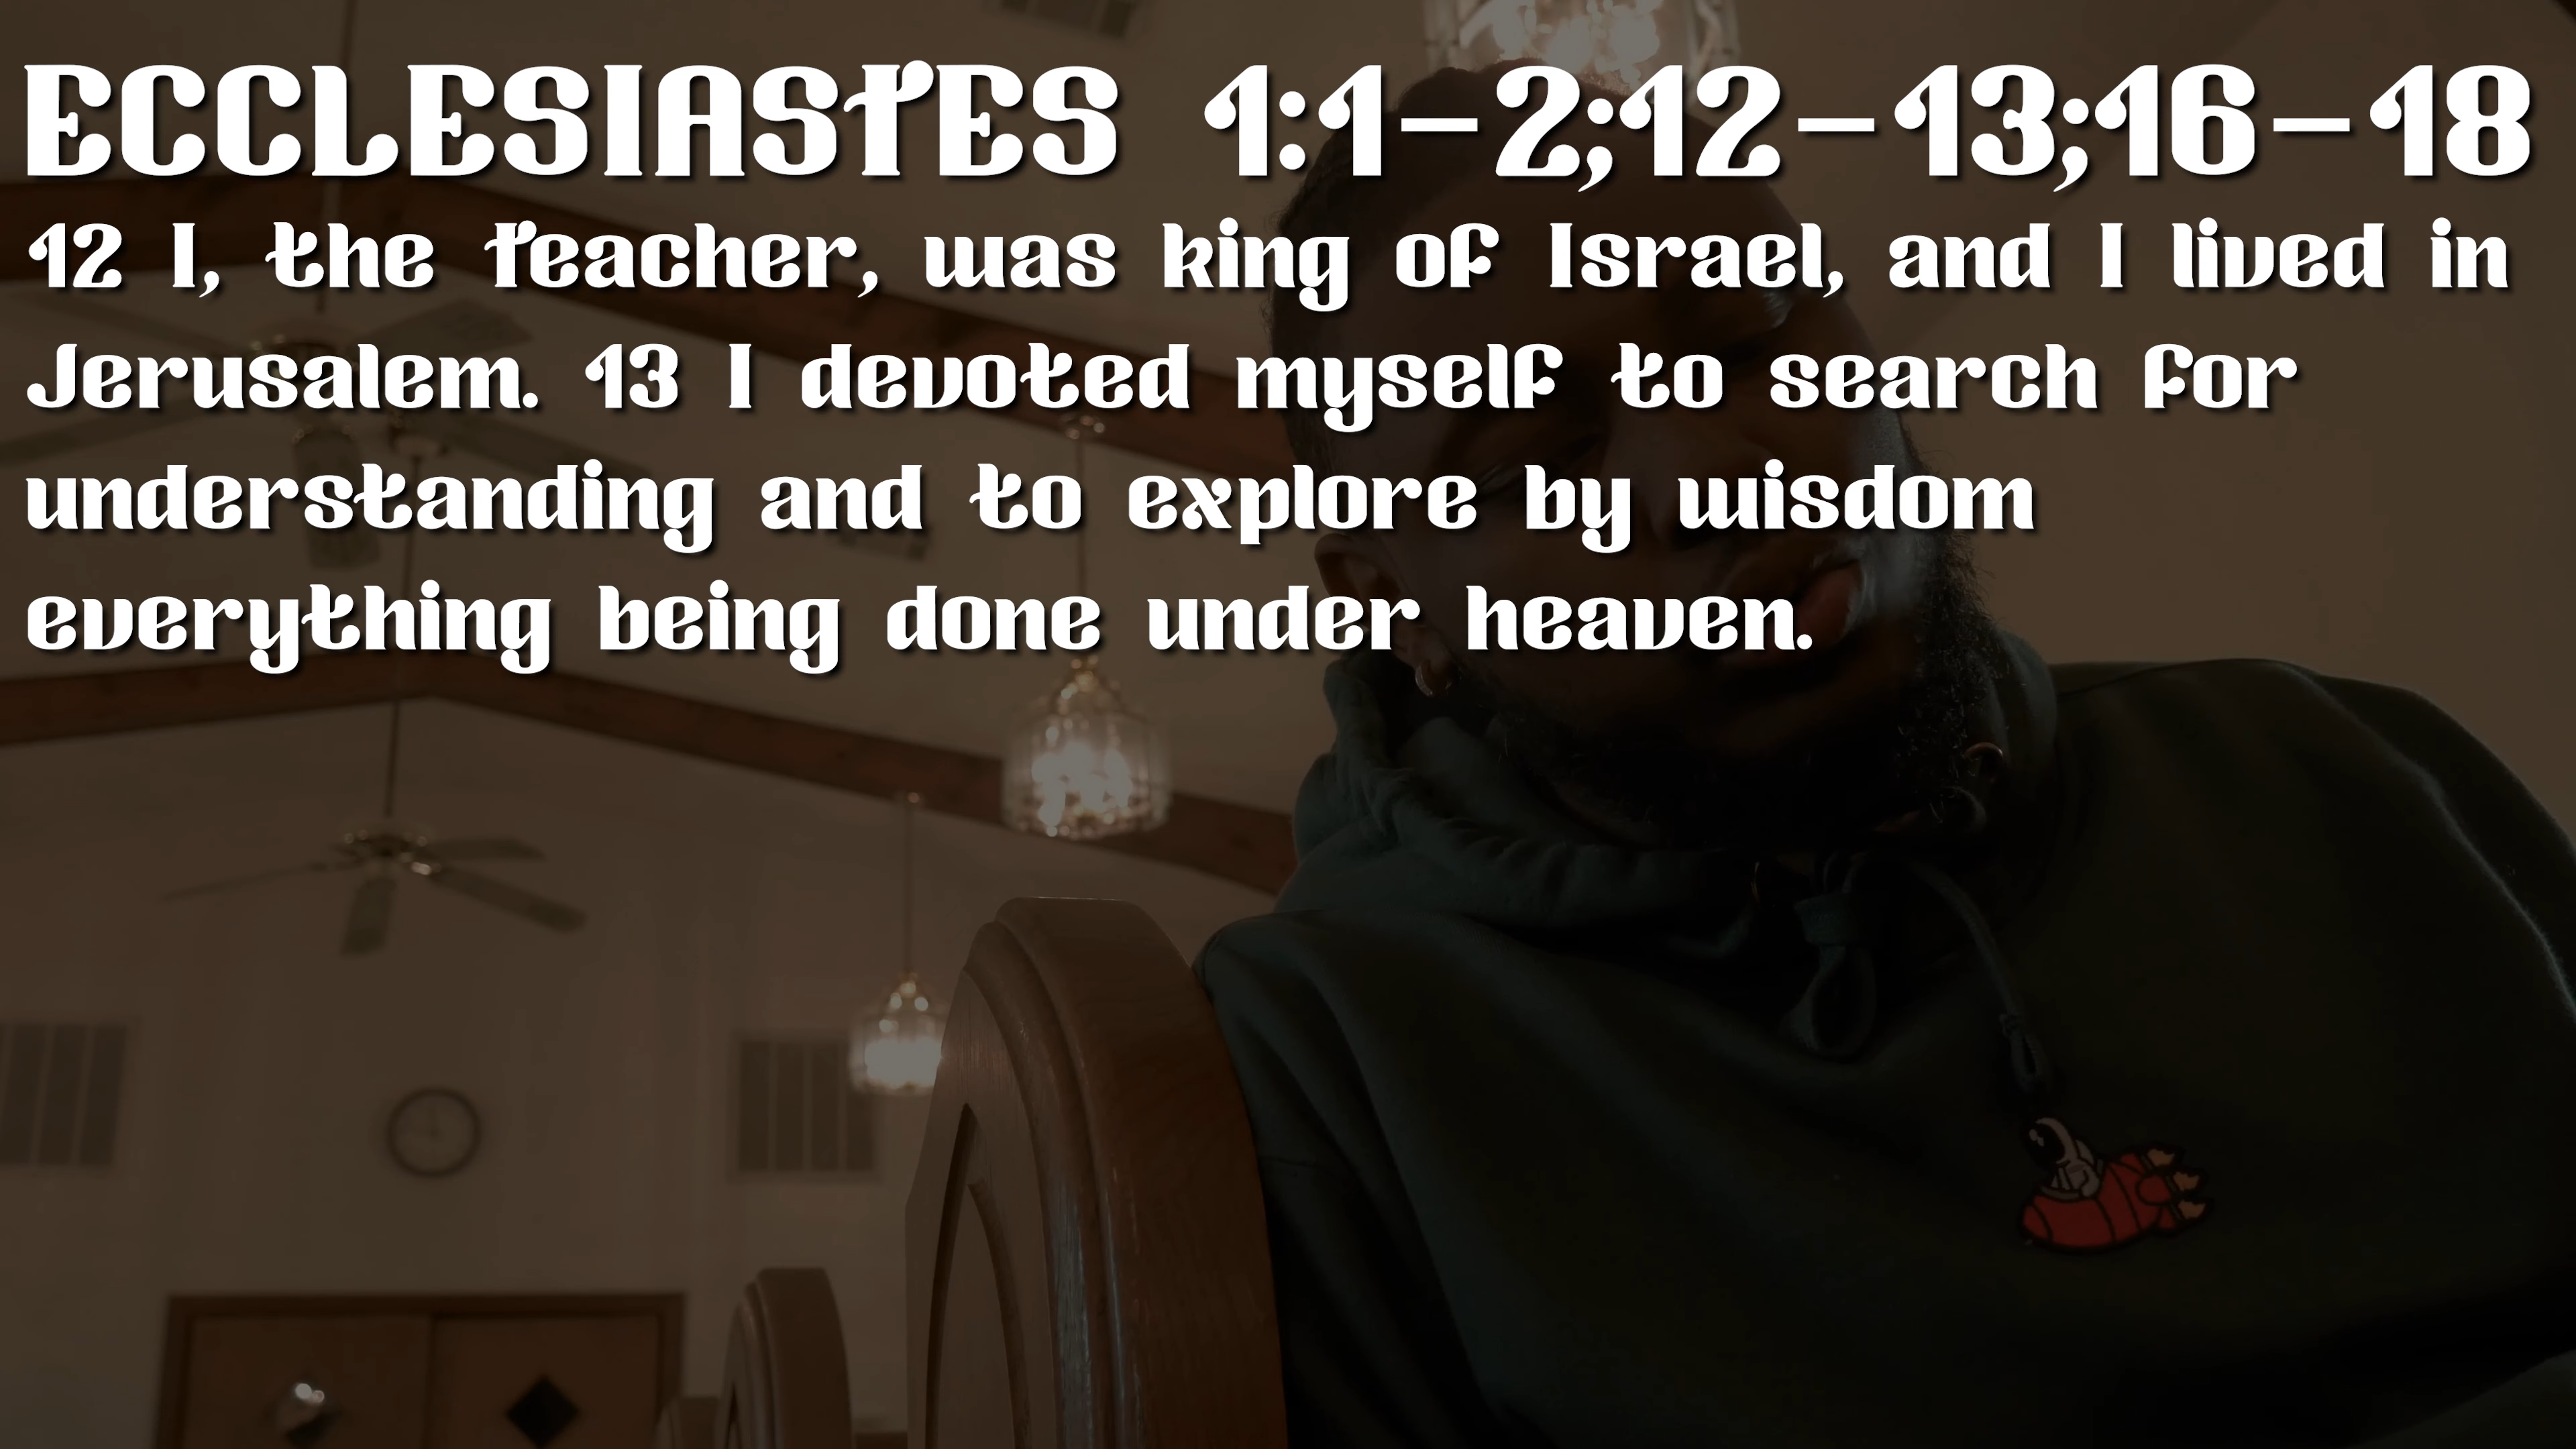 ECCLESIASTES 1:1-2;12-13;16-18
12 I, the Teacher, was king of Israel, and I lived in
Jerusalem. 13 I devoted myself to search for
understanding and to explore by wisdom
everything being done under heaven.